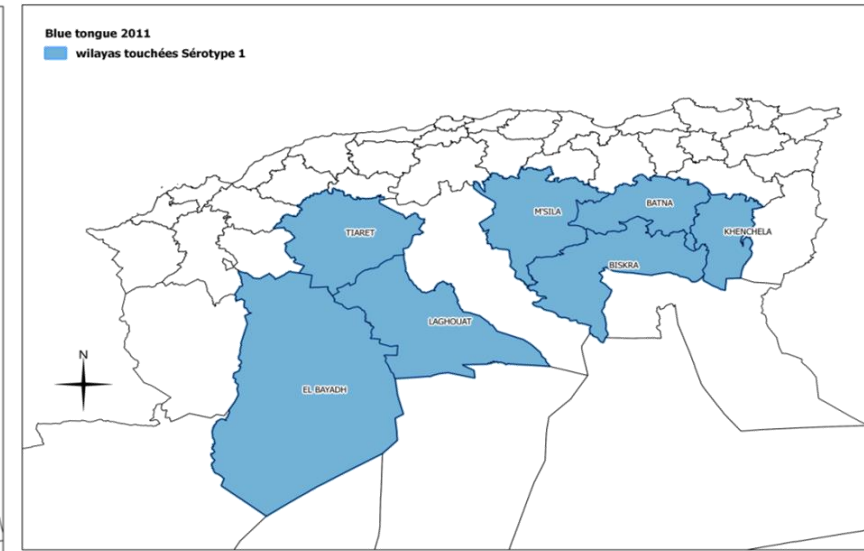 Blue tongue 2011
wilayas touchées Sérotype 1
M'SILA
BATNA
TIARET
KHENCHELA
BISKRA
LAGHOUAT
N
EL BAYADH